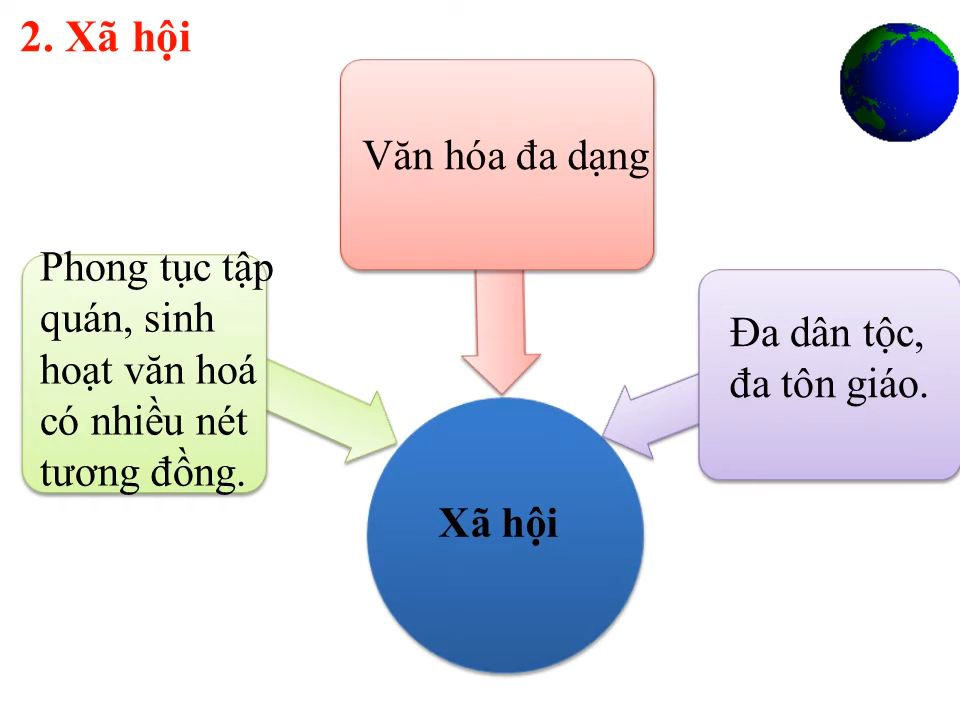 2. Xã hội
Văn hóa đa dạng
Phong tục tập
quán, sinh
hoạt văn hoá
có nhiều nét
tương đồng.
Đa dân tộc,
đa tôn giáo.
Xã hội